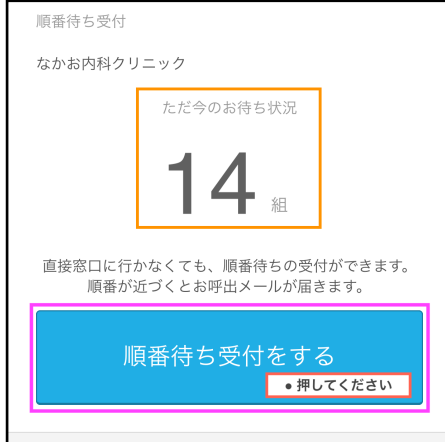 順番待ち受付
なかお内科クリニック
ただ今のお待ち状況
14 組
直接窓口に行かなくても、順番待ちの受付ができます。
順番が近づくとお呼出メールが届きます。
順番待ち受付をする
● 押してください